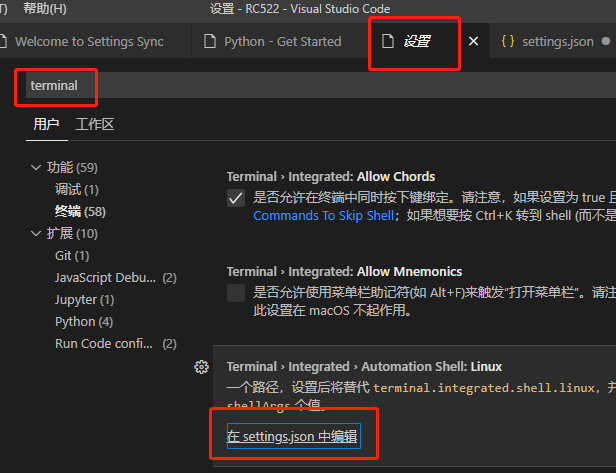 T) 帮助(H) 设置 - RC522 - Visual Studio Code
Welcome to Settings Sync Python - Get Started 设置 settings.json
terminal
用户 工作区
功能 (59)
调试 (1)
终端 (58)
扩展 (10)
Git (1)
JavaScript Debu... (2)
Jupyter (1)
Python (4)
Run Code confi... (2)
Terminal › Integrated: Allow Chords
是否允许在终端中同时按下键绑定。请注意，如果设置为 true 且
Commands To Skip Shell；如果想要按 Ctrl+K 转到 shell (而不是
Terminal › Integrated: Allow Mnemonics
是否允许使用菜单栏助记符(如 Alt+F)来触发“打开菜单栏”。请注
此设置在 macOS 不起作用。
Terminal › Integrated › Automation Shell: Linux
一个路径，设置后将替代 terminal.integrated.shell.linux，并
shellArgs 个值。
在 settings.json 中编辑